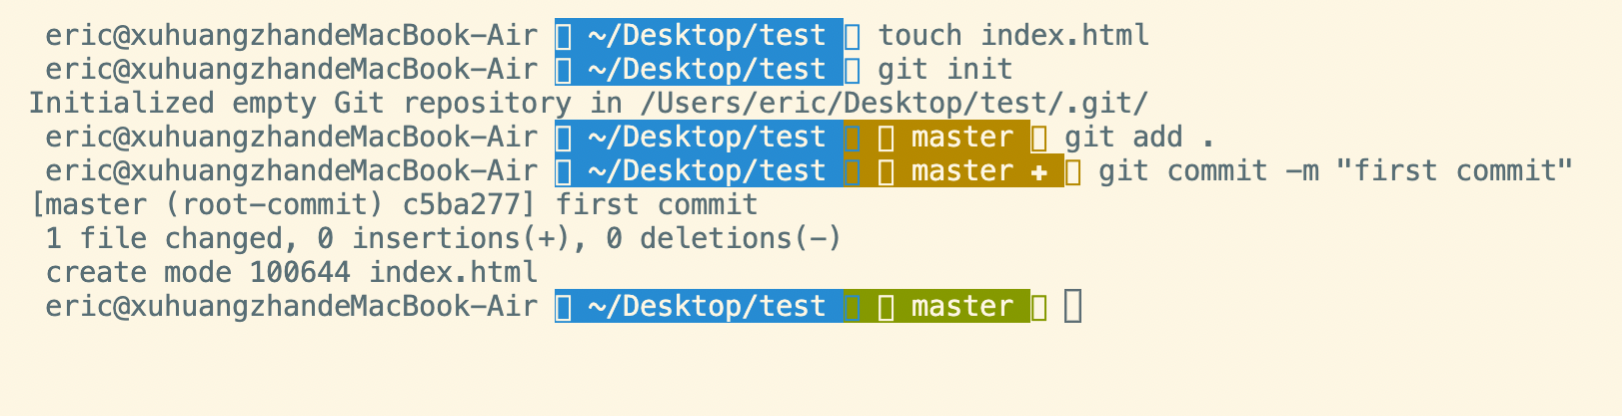 eric@xuhuangzhandeMacBook-Air ~/Desktop/test touch index.html
eric@xuhuangzhandeMacBook-Air ~/Desktop/test git init
Initialized empty Git repository in /Users/eric/Desktop/test/.git/
eric@xuhuangzhandeMacBook-Air ~/Desktop/test master git add .
eric@xuhuangzhandeMacBook-Air ~/Desktop/test master + git commit -m "first commit"
[master (root-commit) c5ba277] first commit
1 file changed, 0 insertions(+), 0 deletions(-)
create mode 100644 index.html
eric@xuhuangzhandeMacBook-Air ~/Desktop/test master